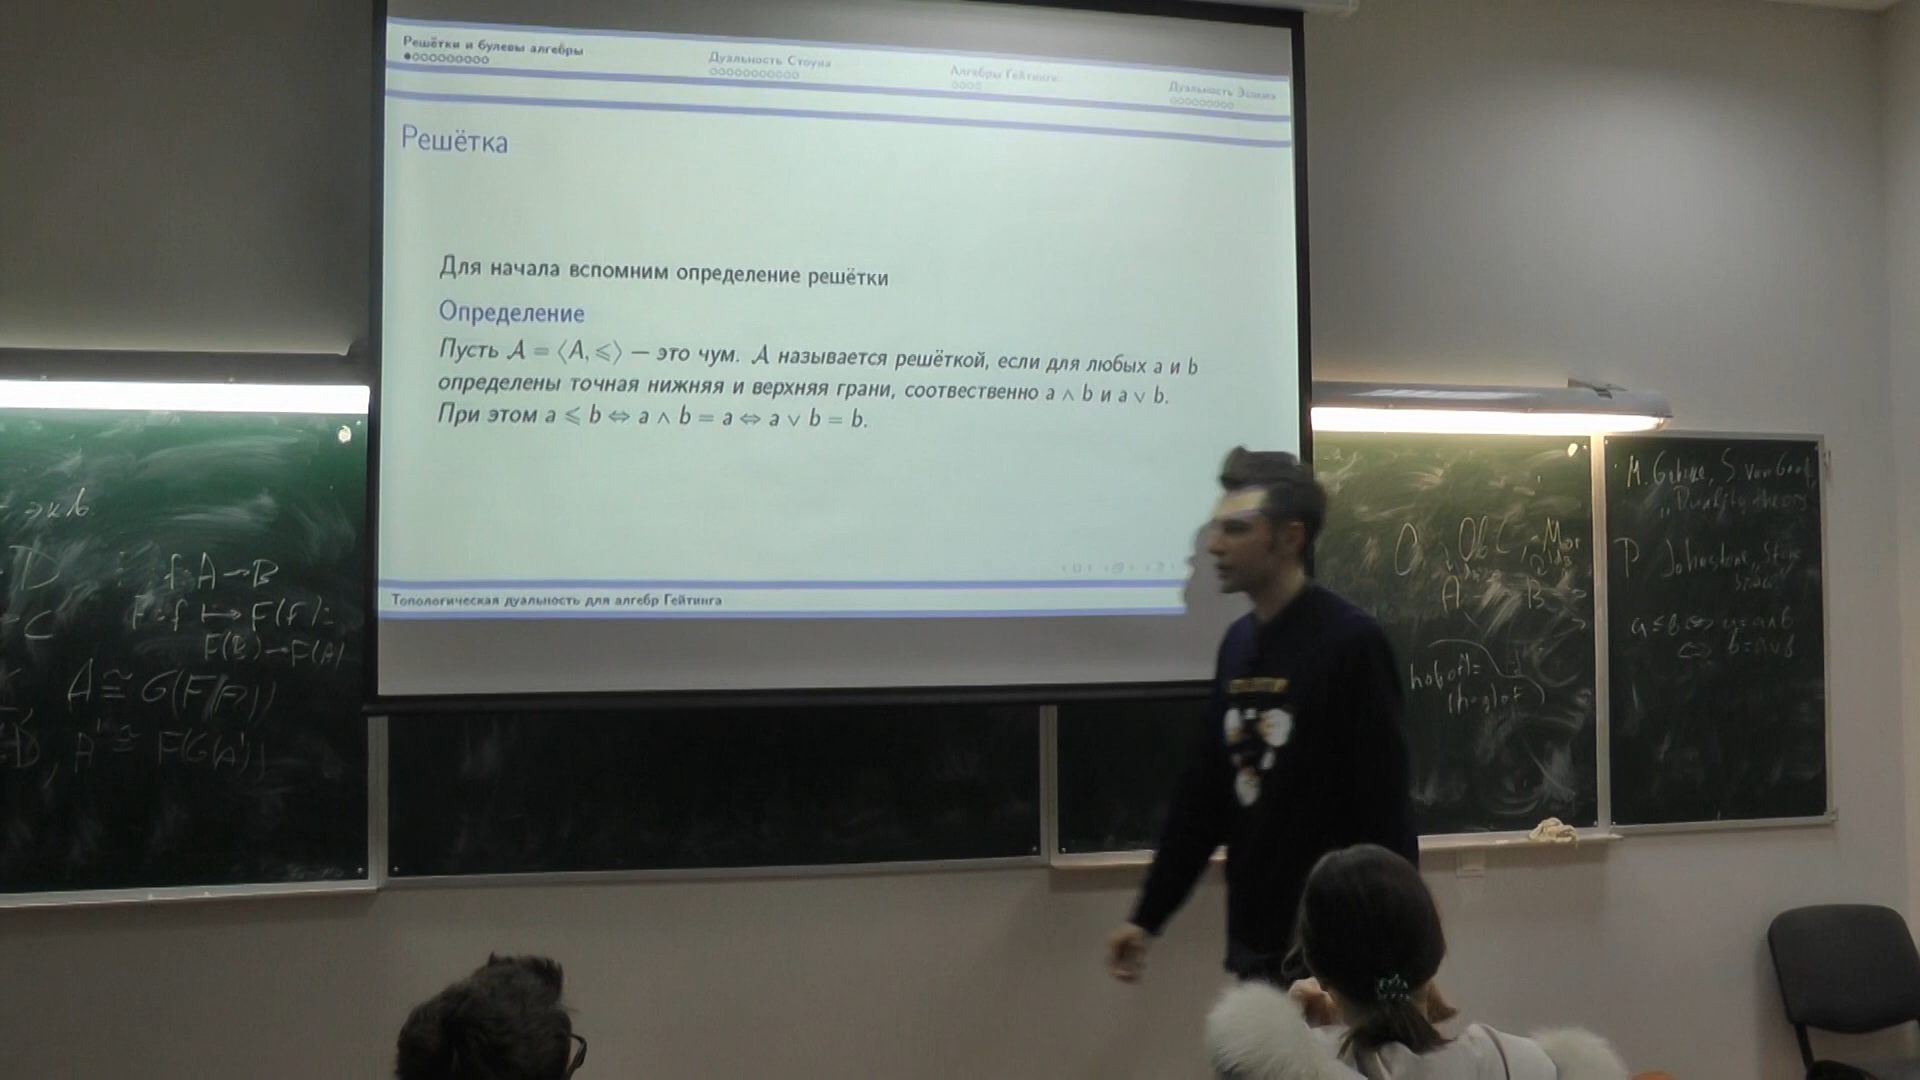 Решётки и булевы алгебры
Дуальность Стоуна
Алгебры Гейтинга
Дуальность Эсакиа
Решётка
Для начала вспомним определение решётки
Определение
Пусть 𝒜 = ⟨A, ⩽⟩ — это чум. 𝒜 называется решёткой, если для любых a и b
определены точная нижняя и верхняя грани, соотвественно a ∧ b и a ∨ b.
При этом a ⩽ b ⇔ a ∧ b = a ⇔ a ∨ b = b.
Топологическая дуальность для алгебр Гейтинга
f: A → B
F: f ↦ F(f):
F(B) → F(A)
A ≅ G(F(A))
A' ≅ F(G(A'))
Ob C, Mor
A B
(h∘g)∘f
M. Gehrke, S. van Gool,
„Duality theory
P. Johnstone, „Stone
a ≤ b ⇔ a = a∧b
⇔ b = a∨b